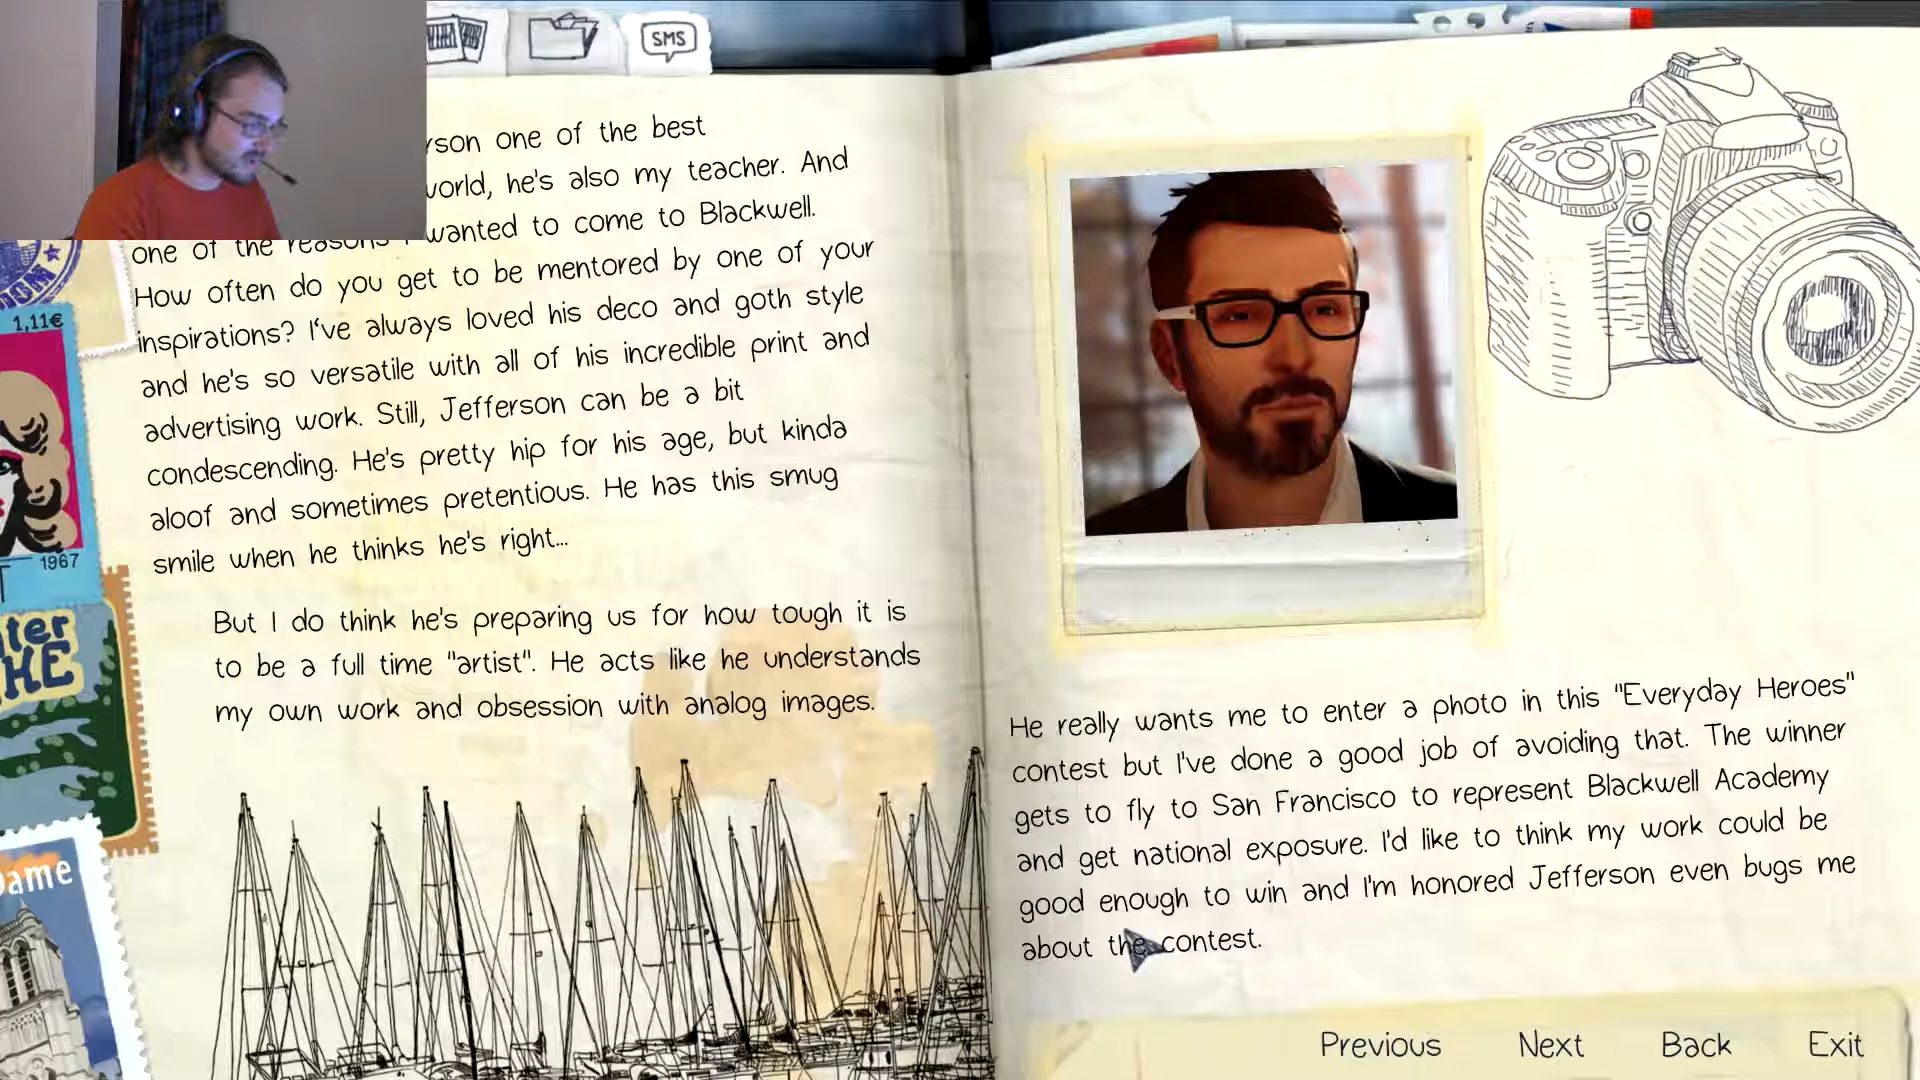 SMS
rson one of the best
world, he's also my teacher. And
one of the reasons I wanted to come to Blackwell.
How often do you get to be mentored by one of your
inspirations? I've always loved his deco and goth style
and he's so versatile with all of his incredible print and
advertising work. Still, Jefferson can be a bit
condescending. He's pretty hip for his age, but kinda
aloof and sometimes pretentious. He has this smug
smile when he thinks he's right...
But I do think he's preparing us for how tough it is
to be a full time "artist". He acts like he understands
my own work and obsession with analog images.
1,11€
1967
nter
KE
Dame
He really wants me to enter a photo in this "Everyday Heroes"
contest but I've done a good job of avoiding that. The winner
gets to fly to San Francisco to represent Blackwell Academy
and get national exposure. I'd like to think my work could be
good enough to win and I'm honored Jefferson even bugs me
about the contest.
Previous Next Back Exit